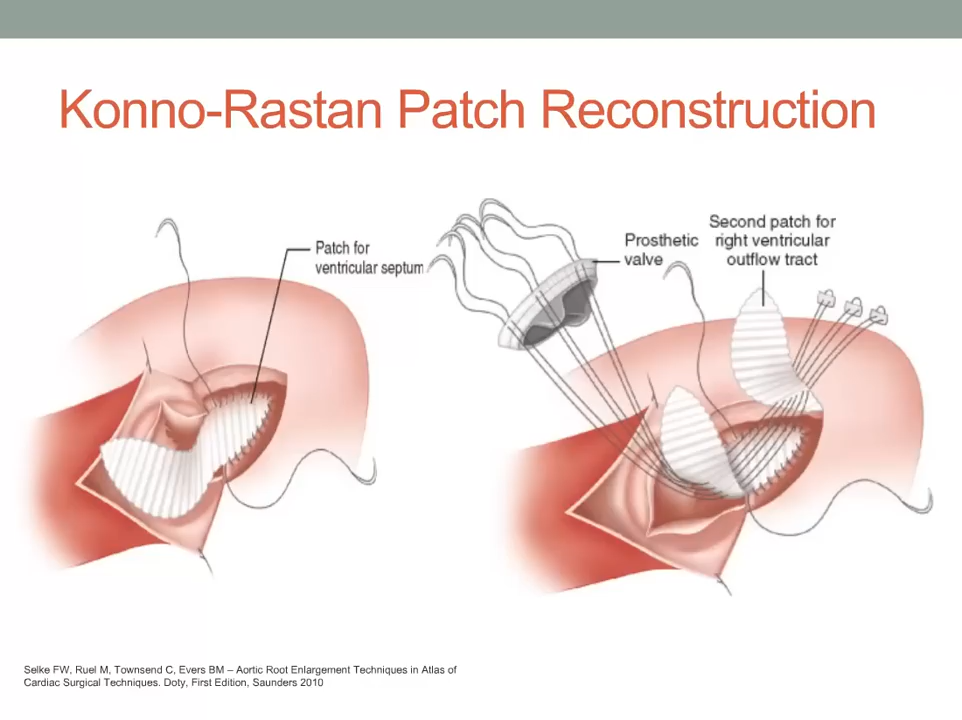 Konno-Rastan Patch Reconstruction
Patch for
ventricular septum
Prosthetic
valve
Second patch for
right ventricular
outflow tract
Selke FW, Ruel M, Townsend C, Evers BM – Aortic Root Enlargement Techniques in Atlas of
Cardiac Surgical Techniques. Doty, First Edition, Saunders 2010